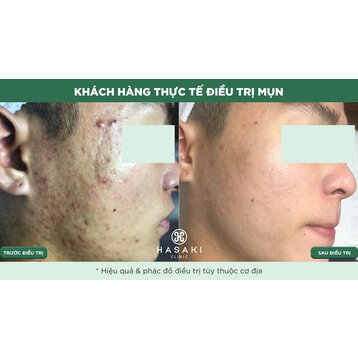 KHÁCH HÀNG THỰC TẾ ĐIỀU TRỊ MỤN
HASAKI
CLINIC
TRƯỚC ĐIỀU TRỊ
SAU ĐIỀU TRỊ
* Hiệu quả & phác đồ điều trị tùy thuộc cơ địa